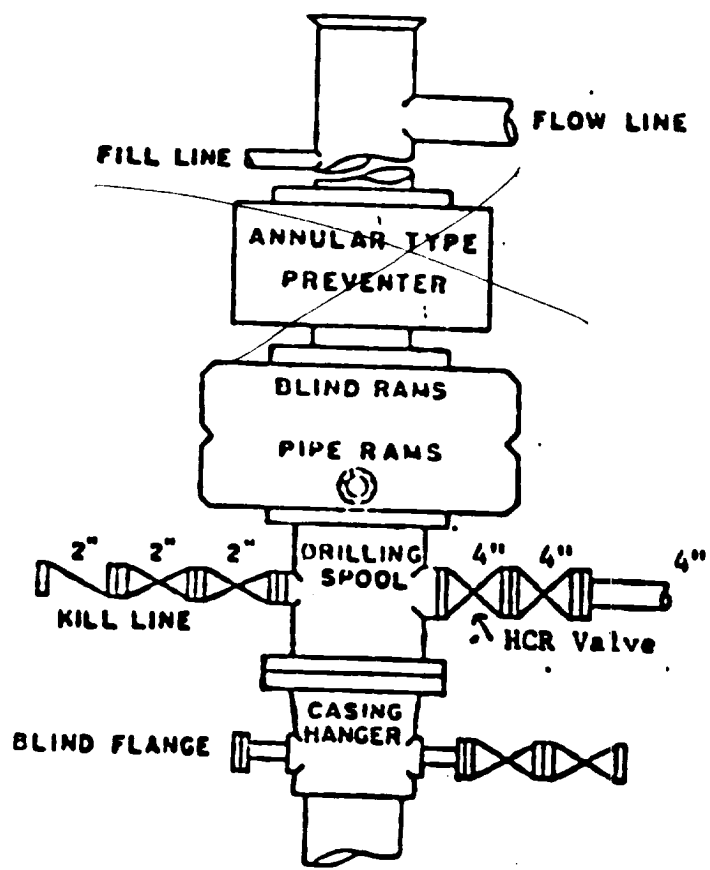 FLOW LINE
FILL LINE
ANNULAR TYPE
PREVENTER
BLIND RAMS
PIPE RAMS
2" 2" 2"
DRILLING
SPOOL
4" 4" 4"
KILL LINE
HCR Valve
CASING
HANGER
BLIND FLANGE